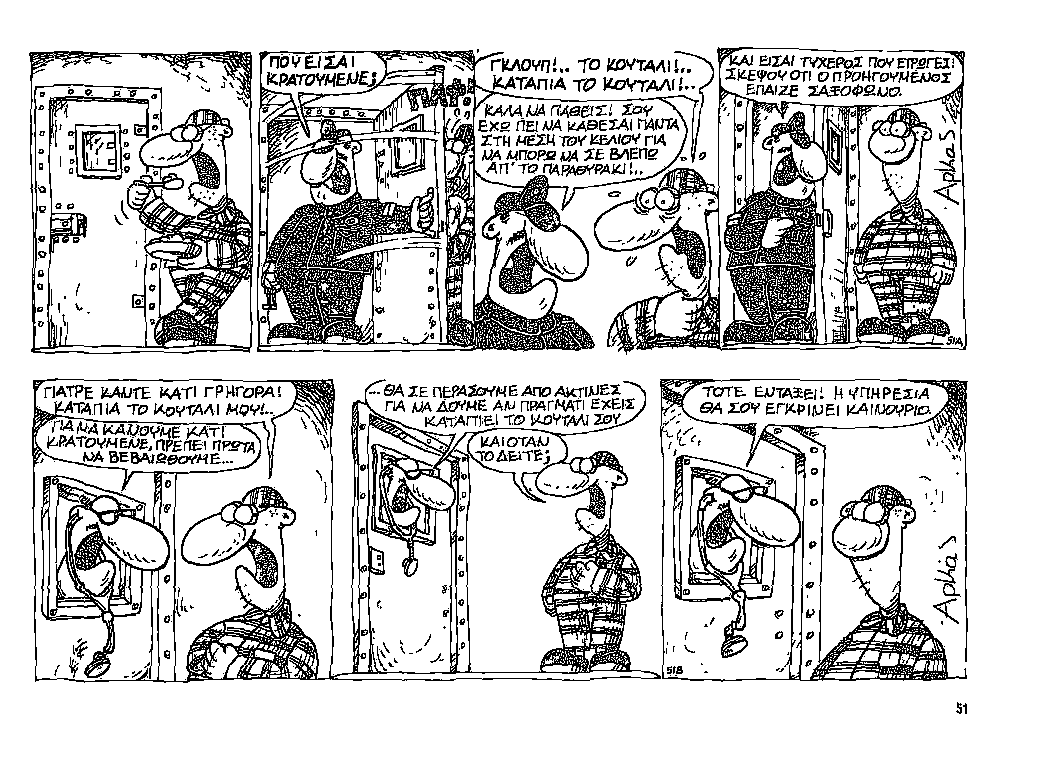 ΠΟΥ ΕΙΣΑΙ
ΚΡΑΤΟΥΜΕΝΕ;
ΓΚΛΟΥΠ!.. ΤΟ ΚΟΥΤΑΛΙ!..
ΚΑΤΑΠΙΑ ΤΟ ΚΟΥΤΑΛΙ!..
ΚΑΛΑ ΝΑ ΠΑΘΕΙΣ! ΣΟΥ
ΕΧΩ ΠΕΙ ΝΑ ΚΑΘΕΣΑΙ ΠΑΝΤΑ
ΣΤΗ ΜΕΣΗ ΤΟΥ ΚΕΛΙΟΥ ΓΙΑ
ΝΑ ΜΠΟΡΩ ΝΑ ΣΕ ΒΛΕΠΩ
ΑΠ' ΤΟ ΠΑΡΑΘΥΡΑΚΙ!..
ΚΑΙ ΕΙΣΑΙ ΤΥΧΕΡΟΣ ΠΟΥ ΕΤΡΩΓΕΣ!
ΣΚΕΨΟΥ ΟΤΙ Ο ΠΡΟΗΓΟΥΜΕΝΟΣ
ΕΠΑΙΖΕ ΣΑΞΟΦΩΝΟ.
Αρκάς
51A
ΓΙΑΤΡΕ ΚΑΝΤΕ ΚΑΤΙ ΓΡΗΓΟΡΑ!
ΚΑΤΑΠΙΑ ΤΟ ΚΟΥΤΑΛΙ ΜΟΥ!..
ΓΙΑ ΝΑ ΚΑΝΟΥΜΕ ΚΑΤΙ
ΚΡΑΤΟΥΜΕΝΕ, ΠΡΕΠΕΙ ΠΡΩΤΑ
ΝΑ ΒΕΒΑΙΩΘΟΥΜΕ...
...ΘΑ ΣΕ ΠΕΡΑΣΟΥΜΕ ΑΠΟ ΑΚΤΙΝΕΣ
ΓΙΑ ΝΑ ΔΟΥΜΕ ΑΝ ΠΡΑΓΜΑΤΙ ΕΧΕΙΣ
ΚΑΤΑΠΙΕΙ ΤΟ ΚΟΥΤΑΛΙ ΣΟΥ
ΚΑΙ ΟΤΑΝ
ΤΟ ΔΕΙΤΕ;
ΤΟΤΕ ΕΝΤΑΞΕΙ! Η ΥΠΗΡΕΣΙΑ
ΘΑ ΣΟΥ ΕΓΚΡΙΝΕΙ ΚΑΙΝΟΥΡΙΟ.
Αρκάς
51B
51